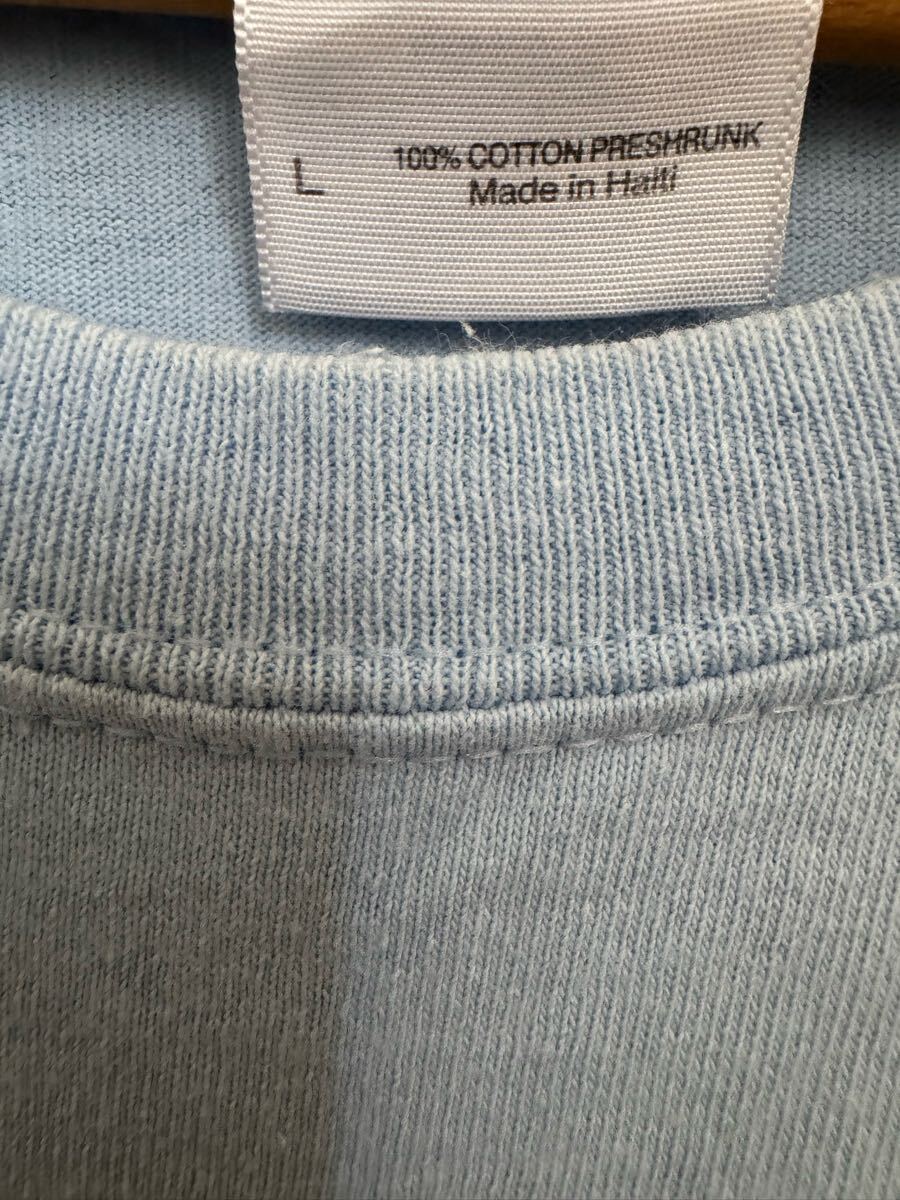 L
100% COTTON PRESHRUNK
Made in Haiti